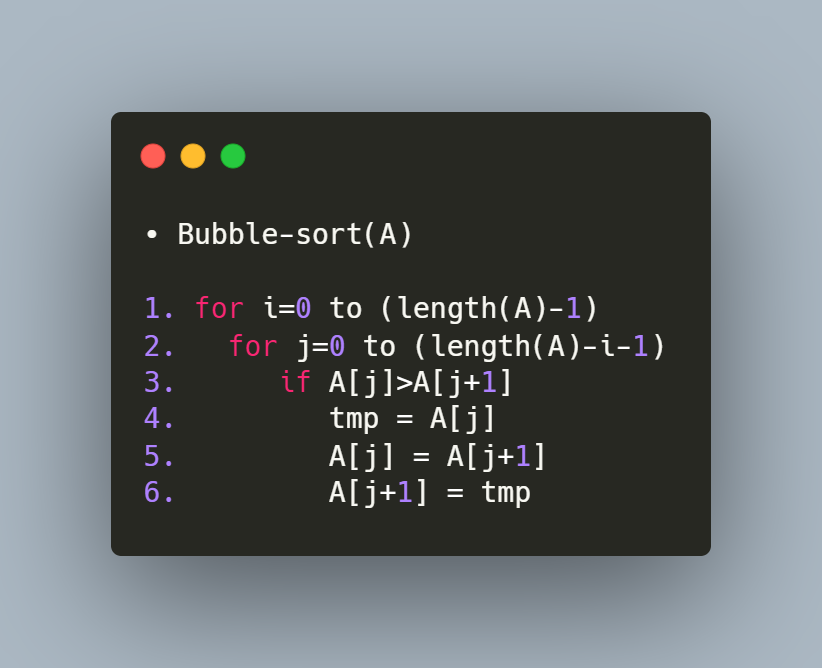 • Bubble-sort(A)
1. for i=0 to (length(A)-1)
2. for j=0 to (length(A)-i-1)
3. if A[j]>A[j+1]
4. tmp = A[j]
5. A[j] = A[j+1]
6. A[j+1] = tmp